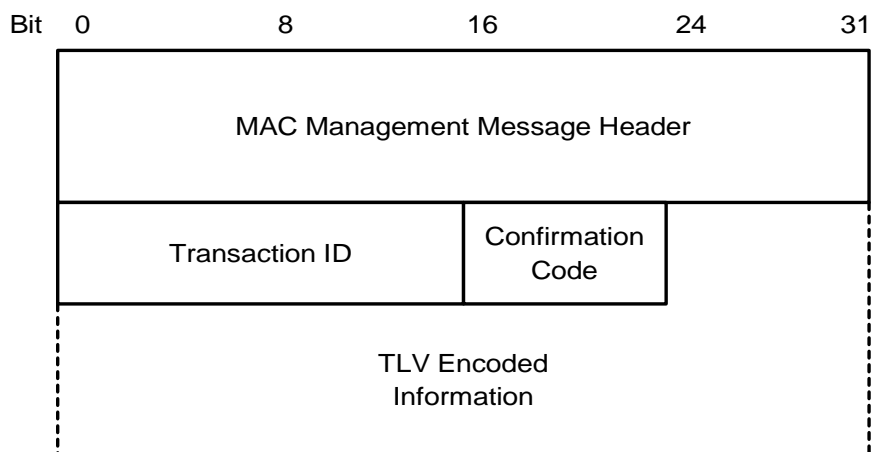 Bit 0 8 16 24 31
MAC Management Message Header
Transaction ID
Confirmation
Code
TLV Encoded
Information